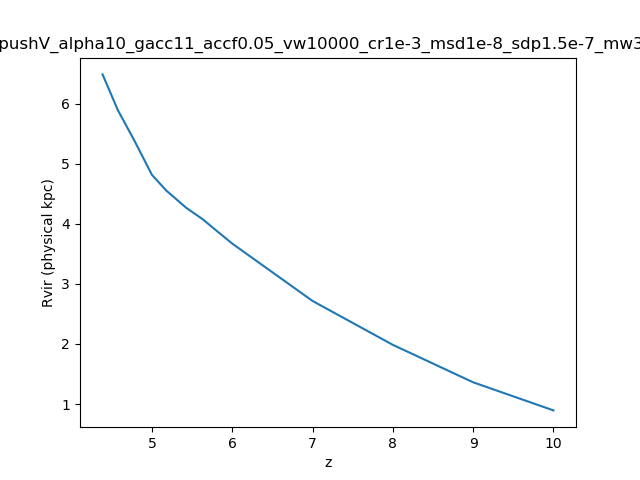 pushV_alpha10_gacc11_accf0.05_vw10000_cr1e-3_msd1e-8_sdp1.5e-7_mw3
6
5
4
3
2
1
Rvir (physical kpc)
5 6 7 8 9 10
z